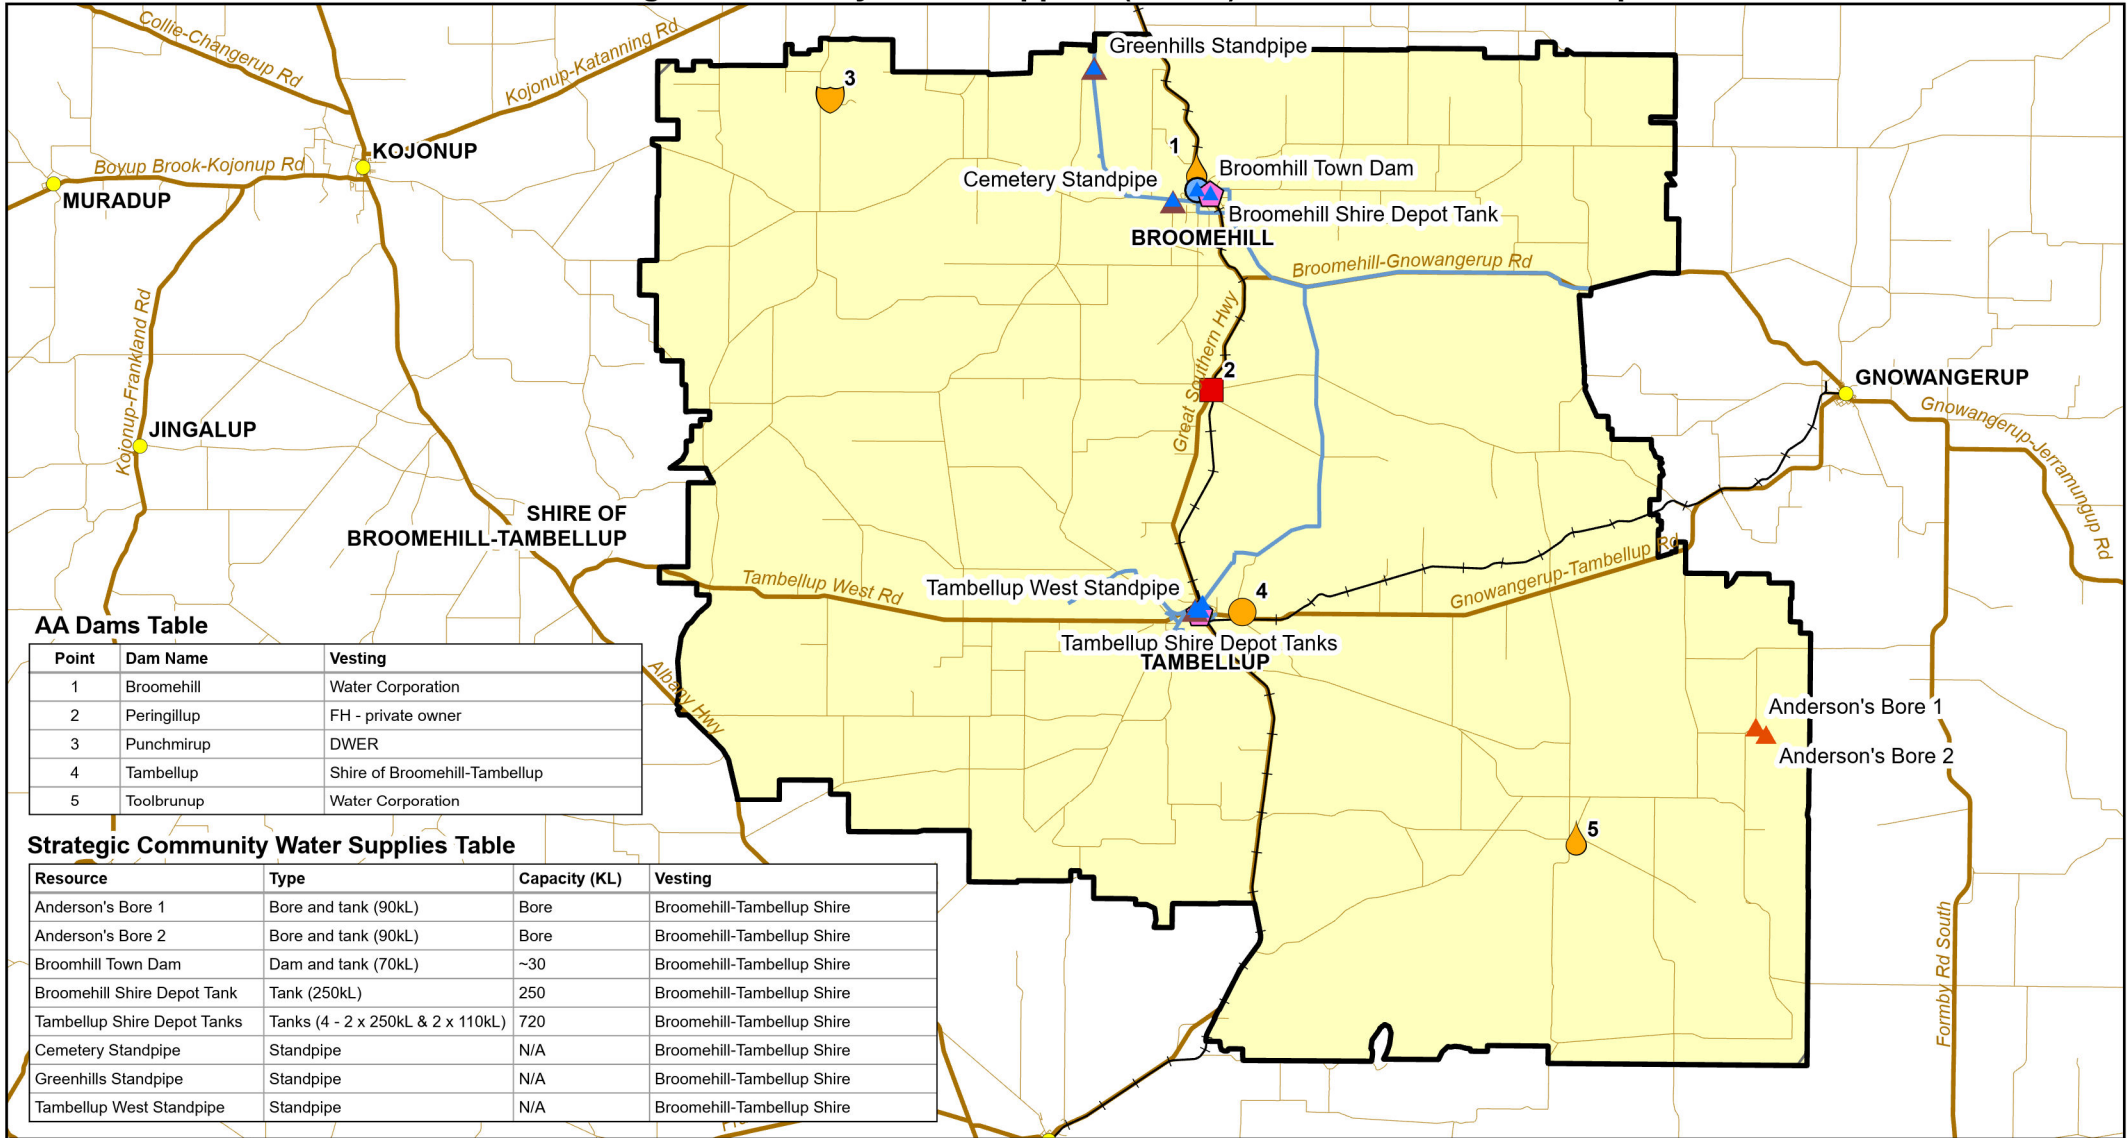 Collie-Changerup Rd
Kojonup-Katanning Rd
Greenhills Standpipe
3
KOJONUP
Boyup Brook-Kojonup Rd
MURADUP
1
Broomhill Town Dam
Cemetery Standpipe
Broomehill Shire Depot Tank
BROOMEHILL
Broomehill-Gnowangerup Rd
Kojonup-Frankland Rd
Great Southern Hwy
2
GNOWANGERUP
Gnowangerup-Jerramungup Rd
JINGALUP
SHIRE OF
BROOMEHILL-TAMBELLUP
Tambellup West Rd
Tambellup West Standpipe
4
Gnowangerup-Tambellup Rd
Tambellup Shire Depot Tanks
TAMBELLUP
Albany Hwy
Anderson's Bore 1
Anderson's Bore 2
5
Formby Rd South
AA Dams Table
Point Dam Name Vesting
1 Broomehill Water Corporation
2 Peringillup FH - private owner
3 Punchmirup DWER
4 Tambellup Shire of Broomehill-Tambellup
5 Toolbrunup Water Corporation
Strategic Community Water Supplies Table
Resource Type Capacity (KL) Vesting
Anderson's Bore 1 Bore and tank (90kL) Bore Broomehill-Tambellup Shire
Anderson's Bore 2 Bore and tank (90kL) Bore Broomehill-Tambellup Shire
Broomhill Town Dam Dam and tank (70kL) ~30 Broomehill-Tambellup Shire
Broomehill Shire Depot Tank Tank (250kL) 250 Broomehill-Tambellup Shire
Tambellup Shire Depot Tanks Tanks (4 - 2 x 250kL & 2 x 110kL) 720 Broomehill-Tambellup Shire
Cemetery Standpipe Standpipe N/A Broomehill-Tambellup Shire
Greenhills Standpipe Standpipe N/A Broomehill-Tambellup Shire
Tambellup West Standpipe Standpipe N/A Broomehill-Tambellup Shire